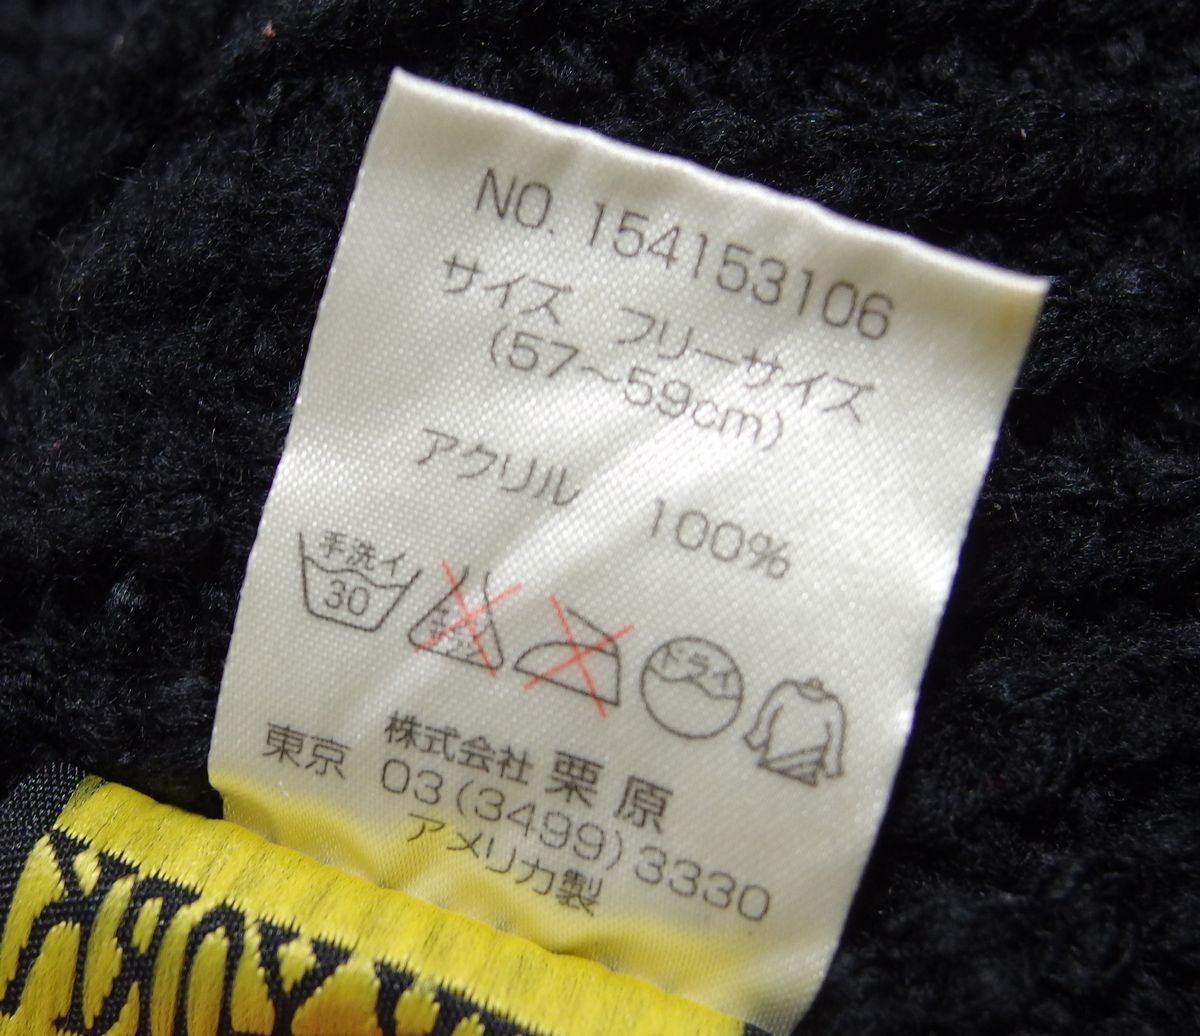 NO. 154153106
サイズ フリーサイズ
(57～59cm)
アクリル 100%
手洗イ
30
ドライ
株式会社 栗原
東京 03(3499)3330
アメリカ製